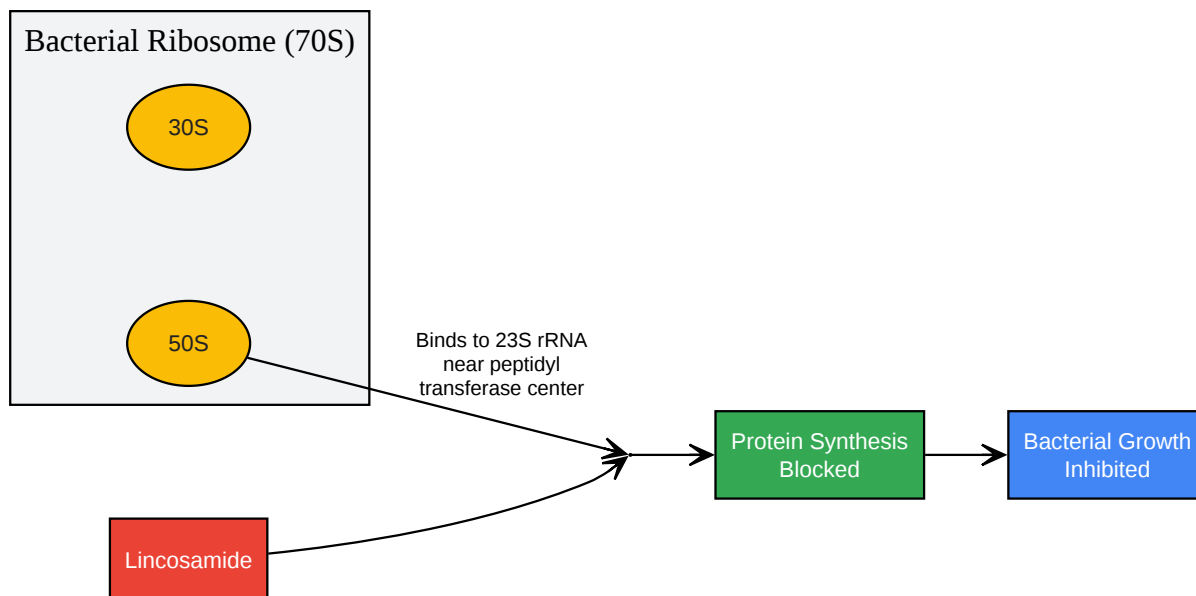 Bacterial Ribosome (70S)
30S
50S
Binds to 23S rRNA
near peptidyl
transferase center
Protein Synthesis
Blocked
Bacterial Growth
Inhibited
Lincosamide